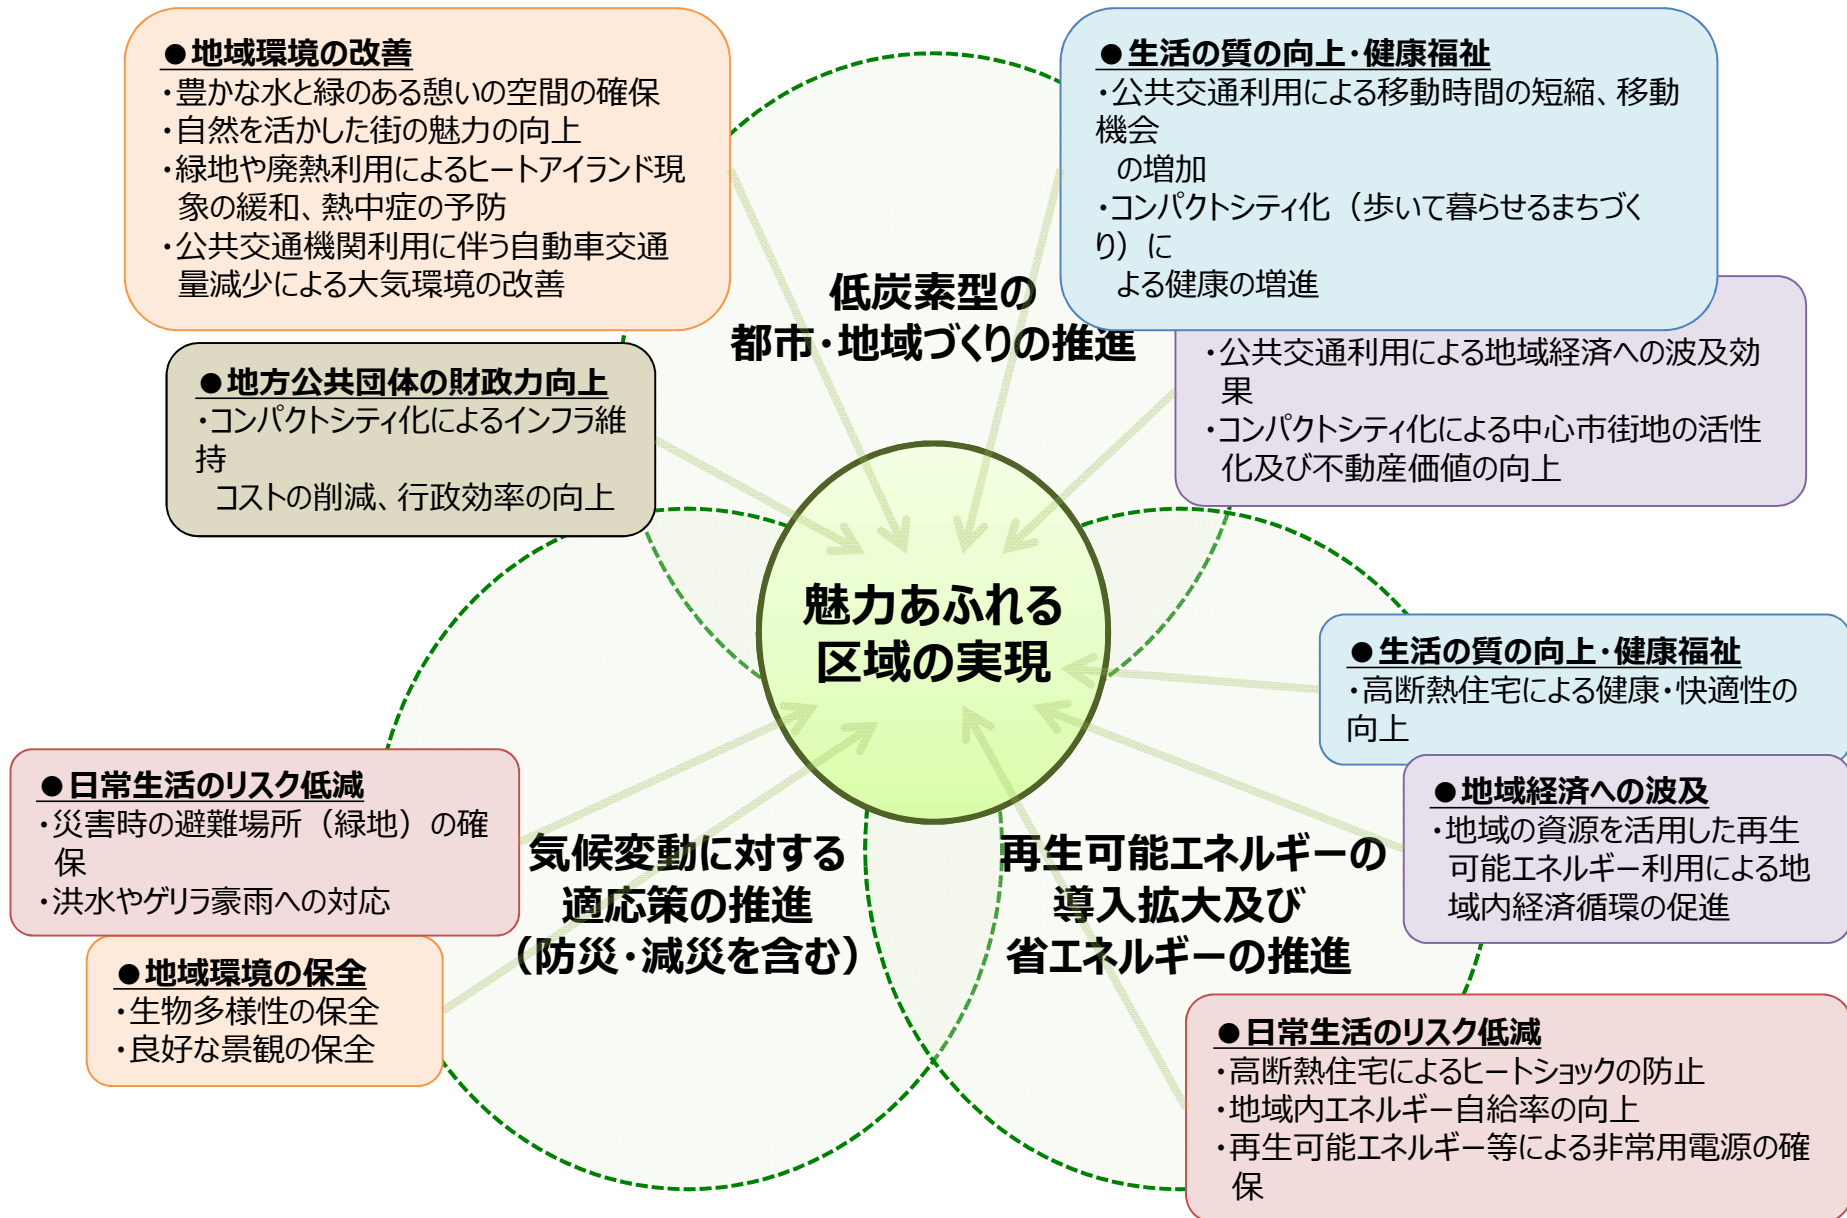 ●地域環境の改善
・豊かな水と緑のある憩いの空間の確保
・自然を活かした街の魅力の向上
・緑地や廃熱利用によるヒートアイランド現
象の緩和、熱中症の予防
・公共交通機関利用に伴う自動車交通
量減少による大気環境の改善
●生活の質の向上・健康福祉
・公共交通利用による移動時間の短縮、移動
機会
の増加
・コンパクトシティ化（歩いて暮らせるまちづく
り）に
よる健康の増進
低炭素型の
都市・地域づくりの推進
・公共交通利用による地域経済への波及効
果
・コンパクトシティ化による中心市街地の活性
化及び不動産価値の向上
●地方公共団体の財政力向上
・コンパクトシティ化によるインフラ維
持
コストの削減、行政効率の向上
魅力あふれる
区域の実現
●生活の質の向上・健康福祉
・高断熱住宅による健康・快適性の
向上
●日常生活のリスク低減
・災害時の避難場所（緑地）の確
保
・洪水やゲリラ豪雨への対応
●地域経済への波及
・地域の資源を活用した再生
可能エネルギー利用による地
域内経済循環の促進
気候変動に対する
適応策の推進
（防災・減災を含む）
再生可能エネルギーの
導入拡大及び
省エネルギーの推進
●地域環境の保全
・生物多様性の保全
・良好な景観の保全
●日常生活のリスク低減
・高断熱住宅によるヒートショックの防止
・地域内エネルギー自給率の向上
・再生可能エネルギー等による非常用電源の確
保